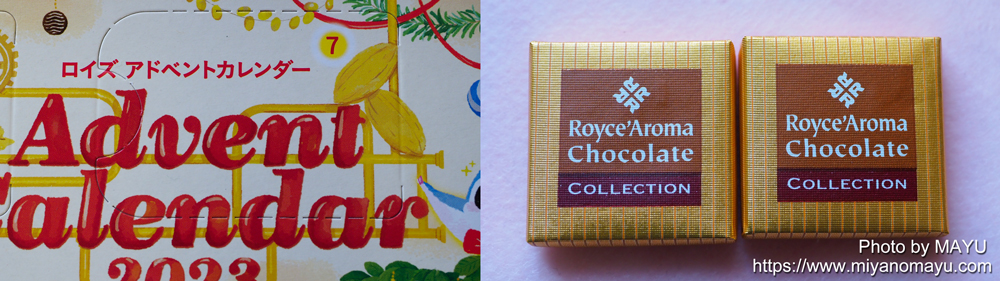 7
ロイズ アドベントカレンダー
Advent
Calendar
2023
Royce'Aroma
Chocolate
COLLECTION
Royce'Aroma
Chocolate
COLLECTION
Photo by MAYU
https://www.miyanomayu.com